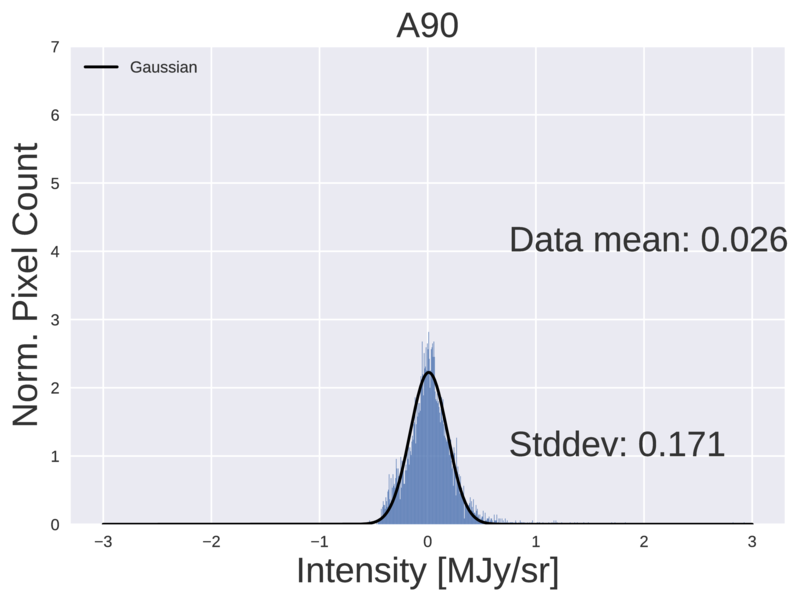 A90
7
Gaussian
6
5
Data mean: 0.026
4
3
2
Stddev: 0.171
1
0
Norm. Pixel Count
−3 −2 −1 0 1 2 3
Intensity [MJy/sr]